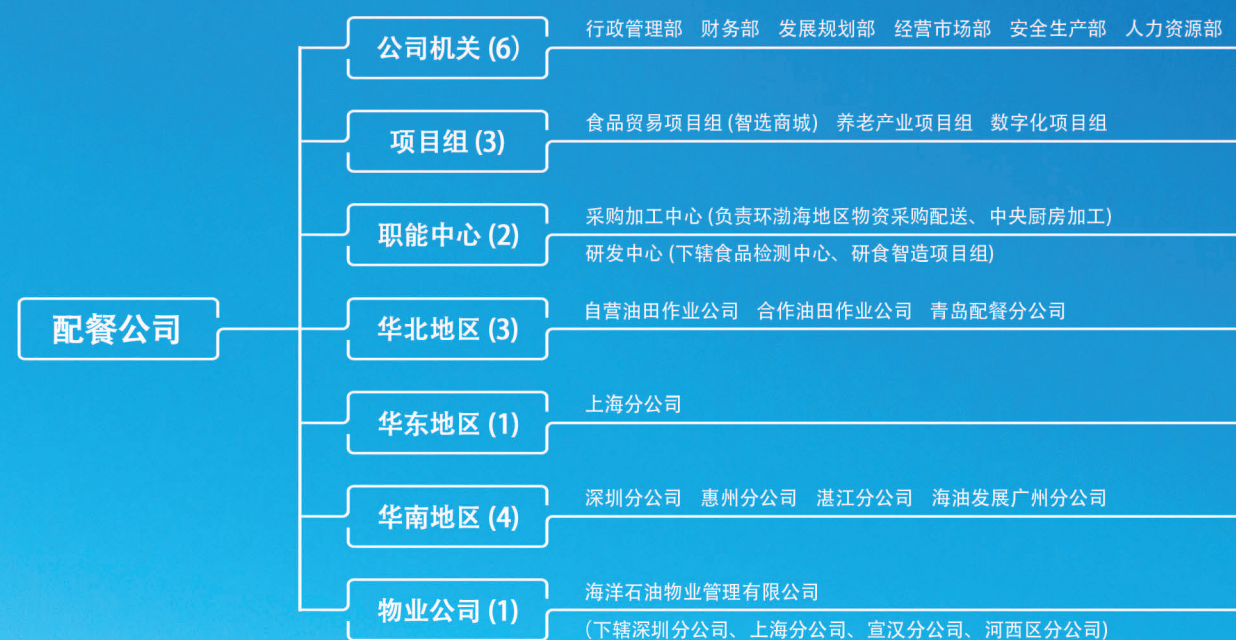 配餐公司
公司机关 (6)
行政管理部 财务部 发展规划部 经营市场部 安全生产部 人力资源部
项目组 (3)
食品贸易项目组 (智选商城) 养老产业项目组 数字化项目组
职能中心 (2)
采购加工中心 (负责环渤海地区物资采购配送、中央厨房加工)
研发中心 (下辖食品检测中心、研食智造项目组)
华北地区 (3)
自营油田作业公司 合作油田作业公司 青岛配餐分公司
华东地区 (1)
上海分公司
华南地区 (4)
深圳分公司 惠州分公司 湛江分公司 海油发展广州分公司
物业公司 (1)
海洋石油物业管理有限公司
(下辖深圳分公司、上海分公司、宣汉分公司、河西区分公司)